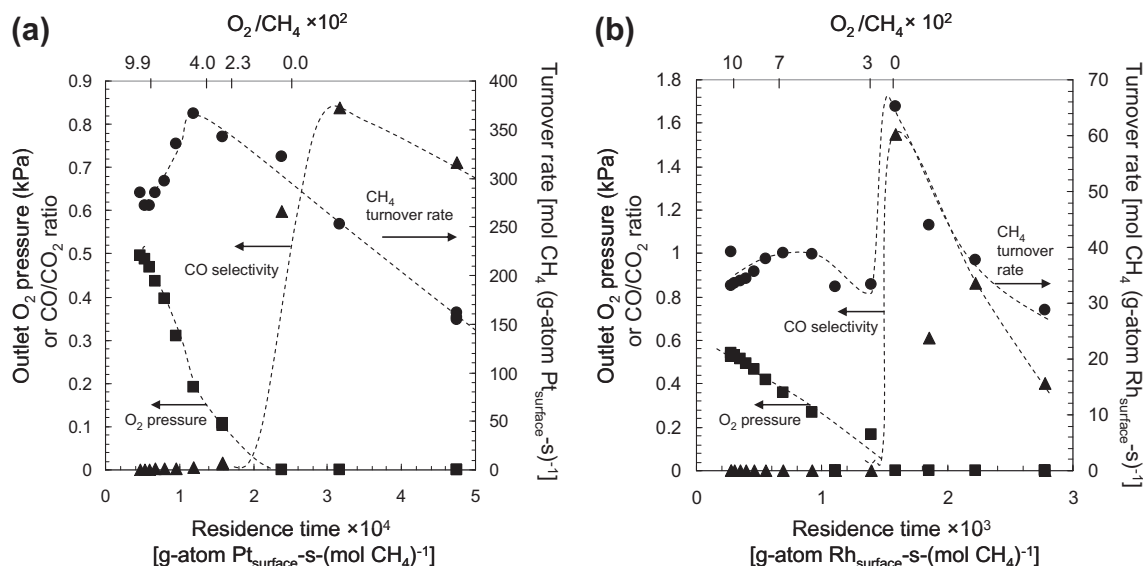 (a)
O2/CH4 ×10²
9.9 4.0 2.3 0.0
0.9
0.8
0.7
0.6
0.5
0.4
0.3
0.2
0.1
0
Outlet O2 pressure (kPa)
or CO/CO2 ratio
CH4
turnover rate
CO selectivity
O2 pressure
400
350
300
250
200
150
100
50
0
Turnover rate [mol CH4 (g-atom Ptsurface-s)-1]
0 1 2 3 4 5
Residence time ×10⁴
[g-atom Ptsurface-s-(mol CH4)-1]
(b)
O2/CH4 ×10²
10 7 3 0
1.8
1.6
1.4
1.2
1
0.8
0.6
0.4
0.2
0
Outlet O2 pressure (kPa)
or CO/CO2 ratio
CH4
turnover
rate
CO selectivity
O2 pressure
70
60
50
40
30
20
10
0
Turnover rate [mol CH4 (g-atom Rhsurface-s)-1]
0 1 2 3
Residence time ×10³
[g-atom Rhsurface-s-(mol CH4)-1]